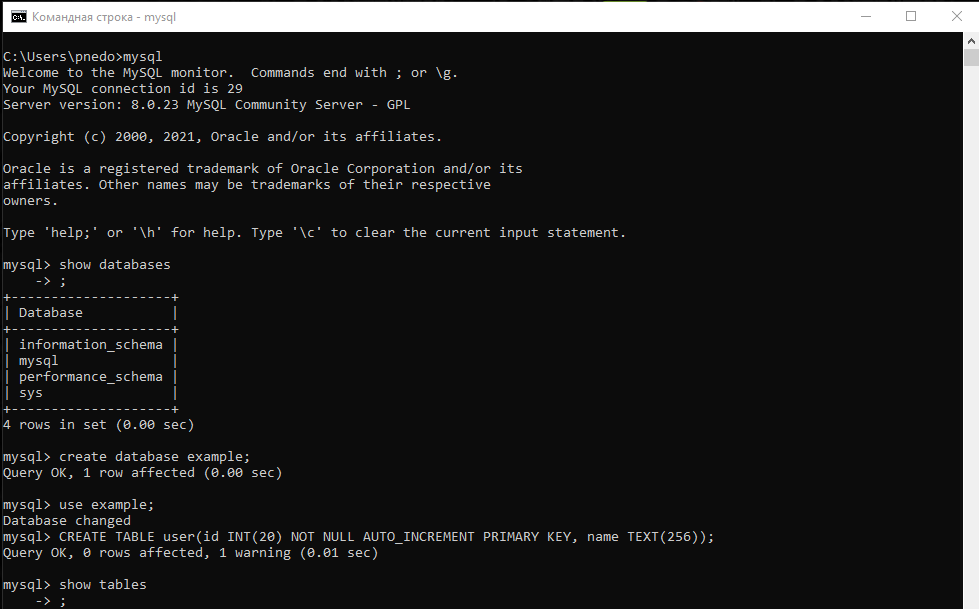 Командная строка - mysql
C:\Users\pnedo>mysql
Welcome to the MySQL monitor.  Commands end with ; or \g.
Your MySQL connection id is 29
Server version: 8.0.23 MySQL Community Server - GPL
Copyright (c) 2000, 2021, Oracle and/or its affiliates.
Oracle is a registered trademark of Oracle Corporation and/or its
affiliates. Other names may be trademarks of their respective
owners.
Type 'help;' or '\h' for help. Type '\c' to clear the current input statement.
mysql> show databases
    -> ;
+--------------------+
| Database           |
+--------------------+
| information_schema |
| mysql              |
| performance_schema |
| sys                |
+--------------------+
4 rows in set (0.00 sec)
mysql> create database example;
Query OK, 1 row affected (0.00 sec)
mysql> use example;
Database changed
mysql> CREATE TABLE user(id INT(20) NOT NULL AUTO_INCREMENT PRIMARY KEY, name TEXT(256));
Query OK, 0 rows affected, 1 warning (0.01 sec)
mysql> show tables
    -> ;